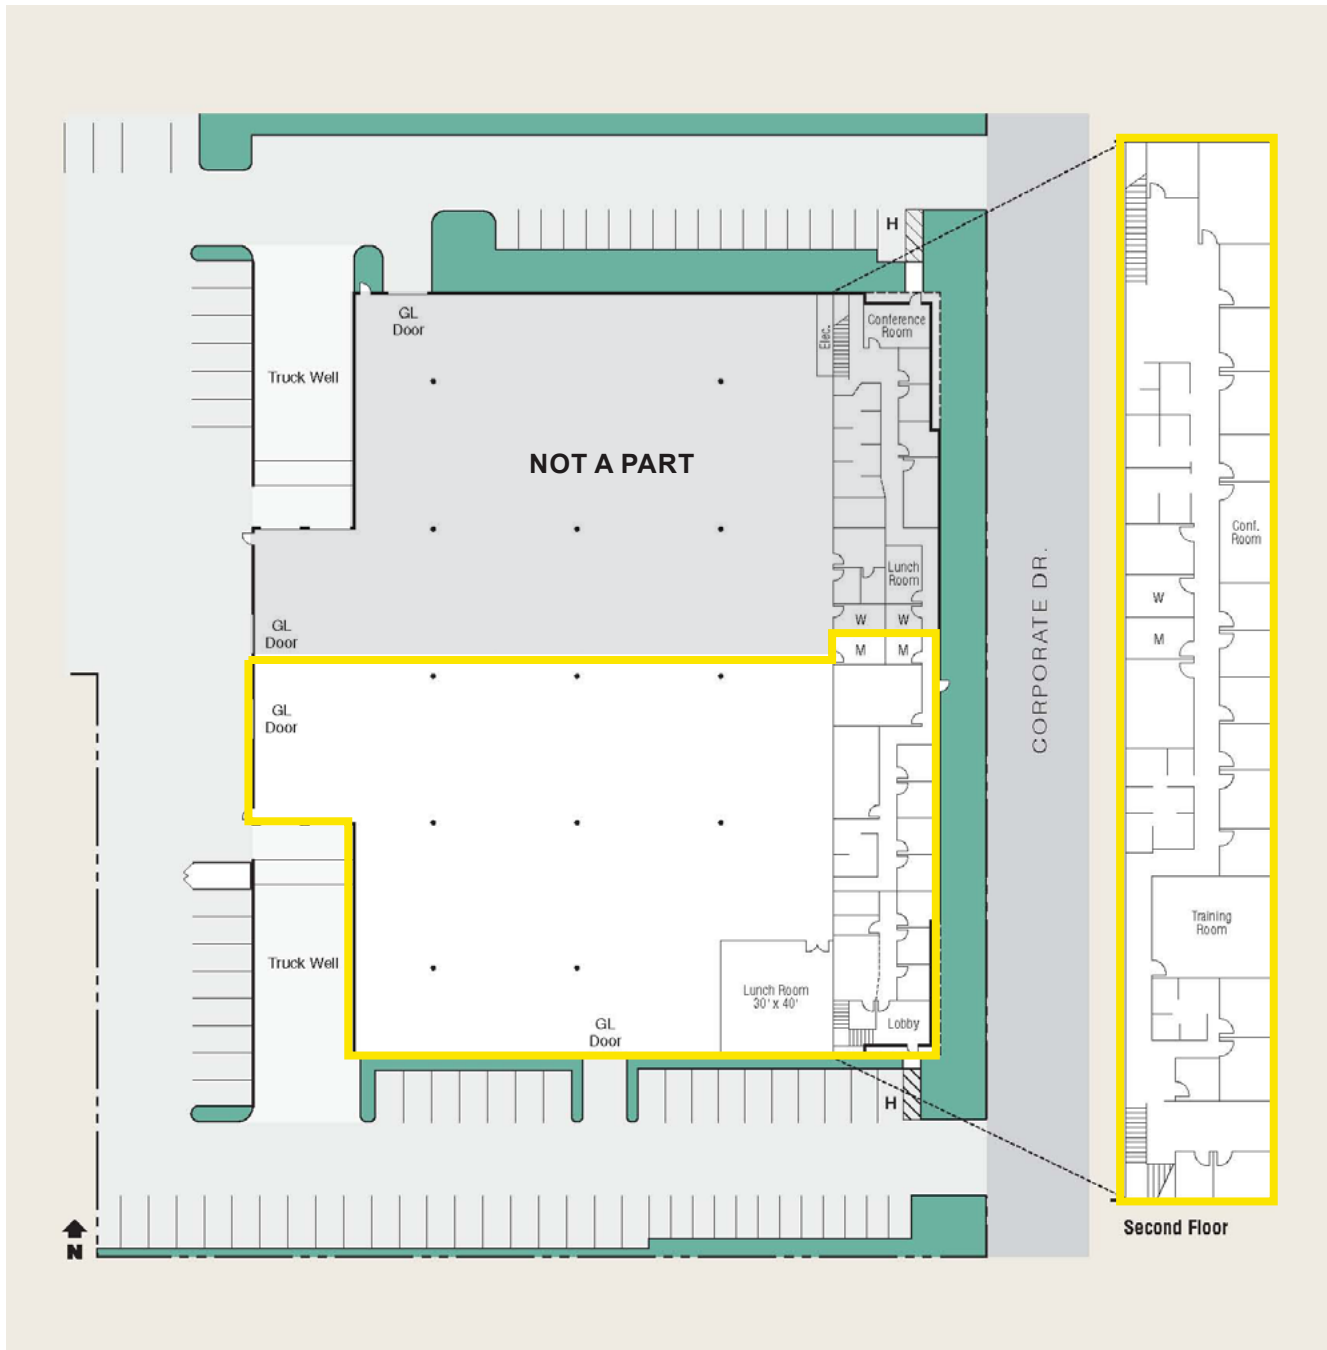 H
GL
Door
Conference
Room
Elec.
Truck Well
NOT A PART
Conf.
Room
Lunch
Room
CORPORATE DR.
W
M
GL
Door
W
W
M
M
GL
Door
Training
Room
Truck Well
Lunch Room
30' x 40'
GL
Door
Lobby
H
N
Second Floor